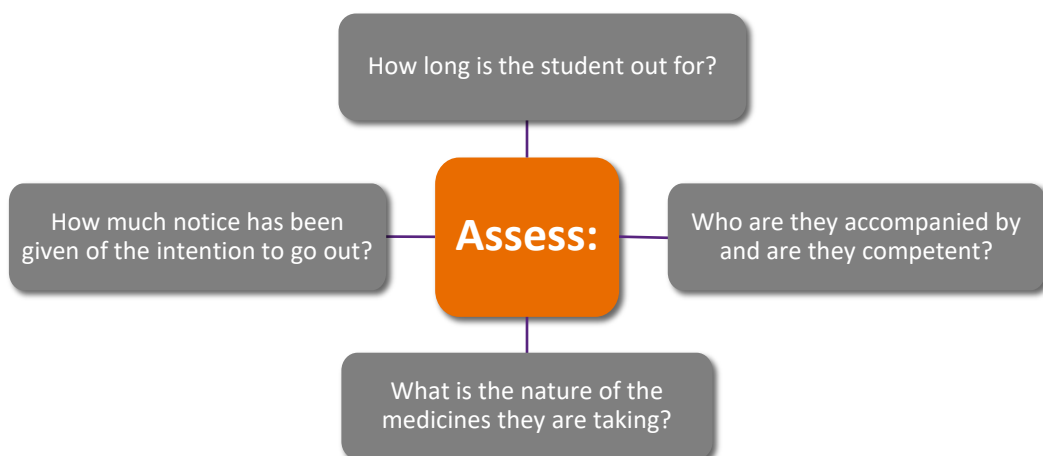 How long is the student out for?
How much notice has been
given of the intention to go out?
Assess:
Who are they accompanied by
and are they competent?
What is the nature of the
medicines they are taking?